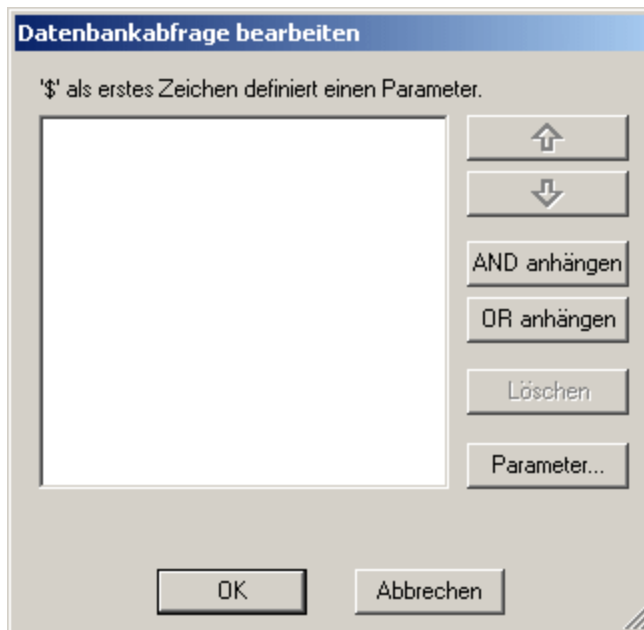 Datenbankabfrage bearbeiten
'$' als erstes Zeichen definiert einen Parameter.
AND anhängen
OR anhängen
Löschen
Parameter...
OK
Abbrechen